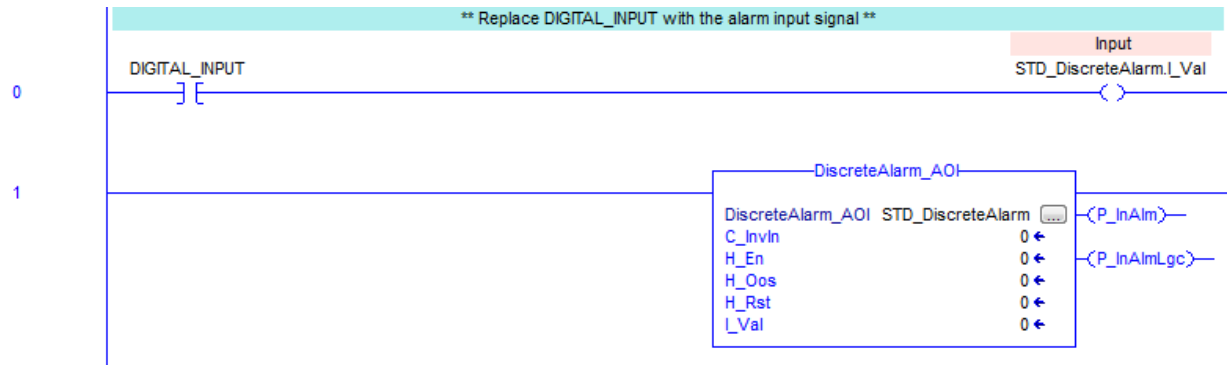 ** Replace DIGITAL_INPUT with the alarm input signal **
Input
DIGITAL_INPUT STD_DiscreteAlarm.I_Val
0
1
DiscreteAlarm_AOI
DiscreteAlarm_AOI STD_DiscreteAlarm ... P_InAlm
C_InvIn 0
H_En 0 P_InAlmLgc
H_Oos 0
H_Rst 0
I_Val 0